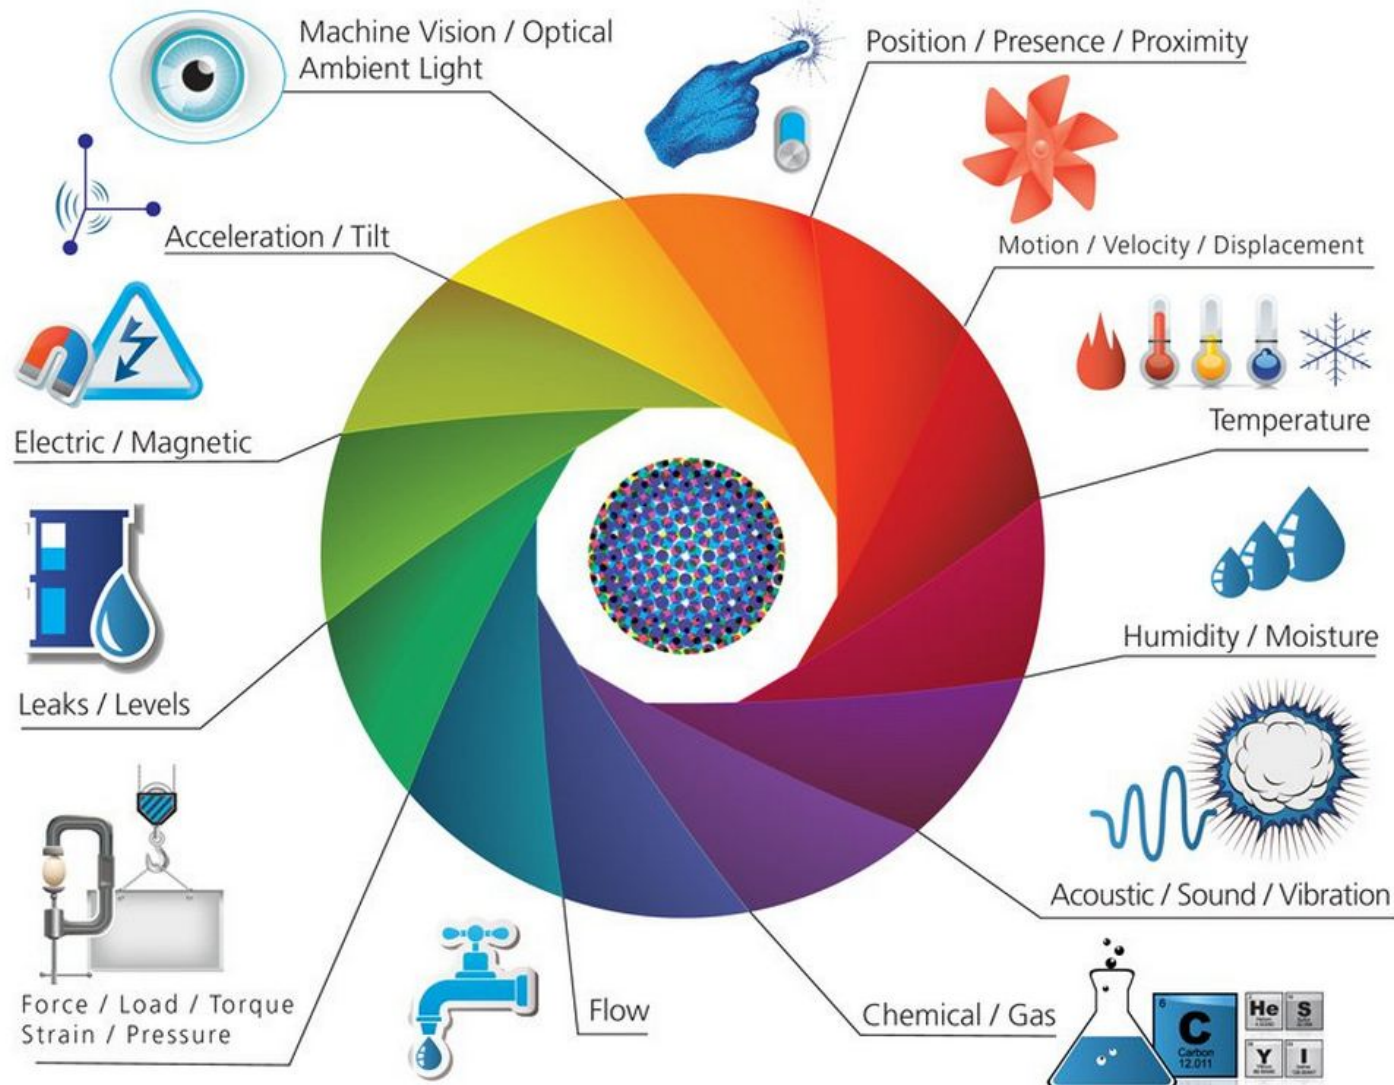 Machine Vision / Optical
Ambient Light
Position / Presence / Proximity
Acceleration / Tilt
Motion / Velocity / Displacement
Electric / Magnetic
Temperature
Humidity / Moisture
Leaks / Levels
Acoustic / Sound / Vibration
Force / Load / Torque
Strain / Pressure
Flow
Chemical / Gas
6
C
Carbon
12.011
He
S
Y
I